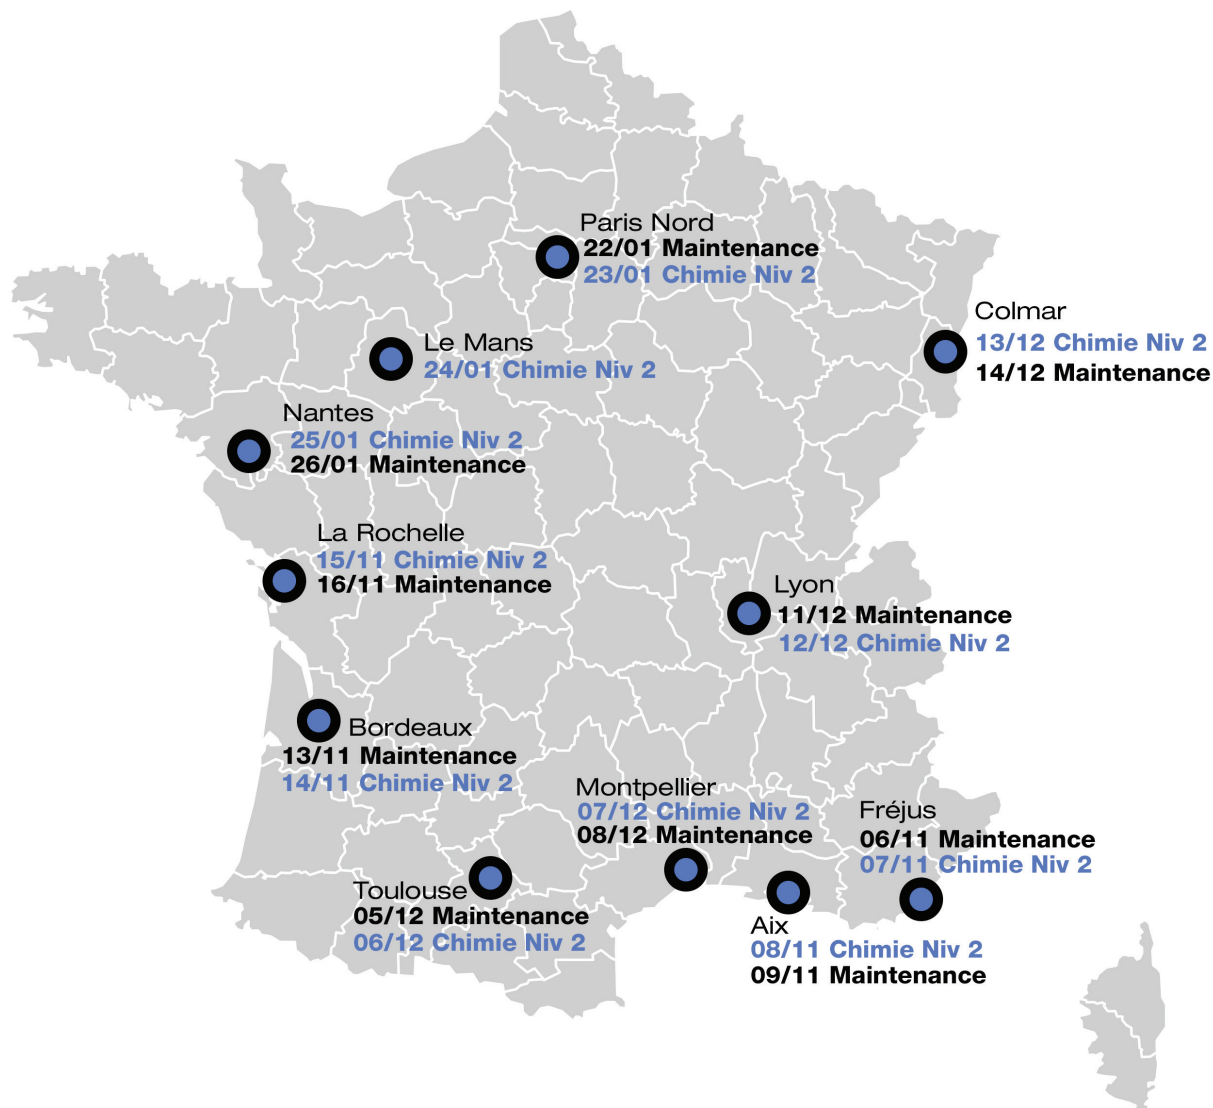 Paris Nord
22/01 Maintenance
23/01 Chimie Niv 2
Colmar
13/12 Chimie Niv 2
14/12 Maintenance
Le Mans
24/01 Chimie Niv 2
Nantes
25/01 Chimie Niv 2
26/01 Maintenance
La Rochelle
15/11 Chimie Niv 2
16/11 Maintenance
Lyon
11/12 Maintenance
12/12 Chimie Niv 2
Bordeaux
13/11 Maintenance
14/11 Chimie Niv 2
Montpellier
07/12 Chimie Niv 2
08/12 Maintenance
Fréjus
06/11 Maintenance
07/11 Chimie Niv 2
Toulouse
05/12 Maintenance
06/12 Chimie Niv 2
Aix
08/11 Chimie Niv 2
09/11 Maintenance